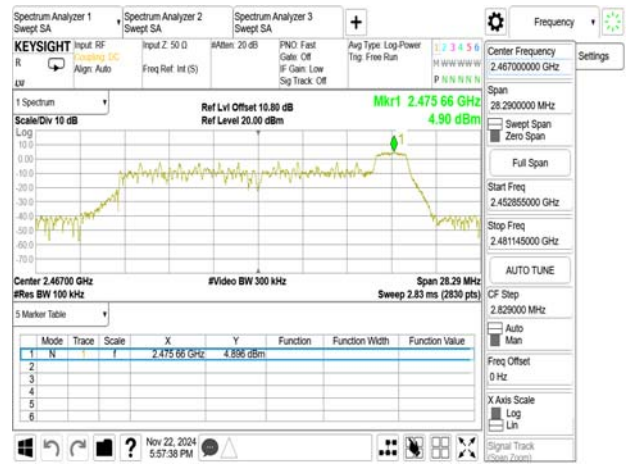 Spectrum Analyzer 1
Swept SA
Spectrum Analyzer 2
Swept SA
Spectrum Analyzer 3
Swept SA
+
Frequency
KEYSIGHT
R
Input: RF
Coupling: DC
Align: Auto
Input Z: 50 Ω
Freq Ref: Int (S)
#Atten: 20 dB
PNO: Fast
Gate: Off
IF Gain: Low
Sig Track: Off
Avg Type: Log-Power
Trig: Free Run
1 2 3 4 5 6
M W W W W W
P N N N N N
Center Frequency
2.467000000 GHz
Settings
Span
28.2900000 MHz
Swept Span
Zero Span
Full Span
Start Freq
2.452855000 GHz
Stop Freq
2.481145000 GHz
AUTO TUNE
CF Step
2.829000 MHz
Auto
Man
Freq Offset
0 Hz
X Axis Scale
Log
Lin
Signal Track
(Span Zoom)
1 Spectrum
Scale/Div 10 dB
Ref Lvl Offset 10.80 dB
Ref Level 20.00 dBm
Mkr1 2.475 66 GHz
4.90 dBm
Log
10.0
0.00
-10.0
-20.0
-30.0
-40.0
-50.0
-60.0
-70.0
1
Center 2.46700 GHz
#Res BW 100 kHz
#Video BW 300 kHz
Span 28.29 MHz
Sweep 2.83 ms (2830 pts)
5 Marker Table
Mode Trace Scale X Y Function Function Width Function Value
1 N 1 f 2.475 66 GHz 4.896 dBm
2
3
4
5
6
?
Nov 22, 2024
5:57:38 PM